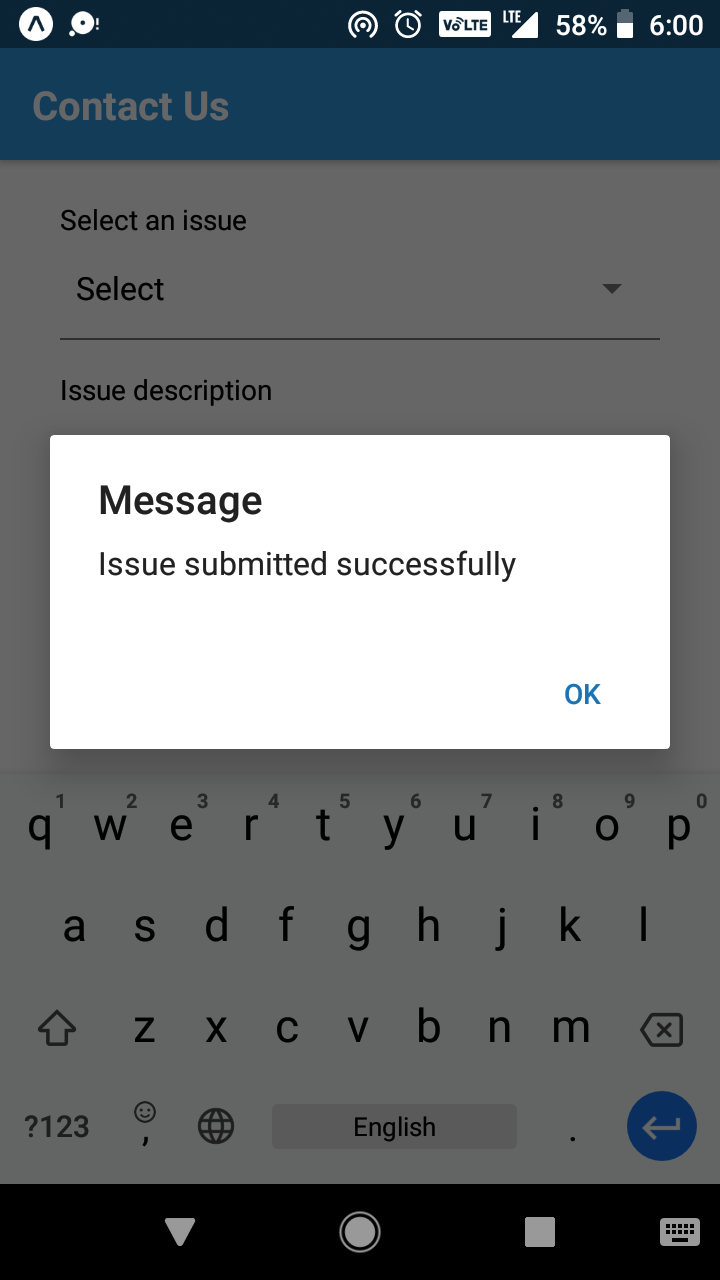 VoLTE LTE 58% 6:00
Contact Us
Select an issue
Select
Issue description
Message
Issue submitted successfully
OK
1 2 3 4 5 6 7 8 9 0
q w e r t y u i o p
a s d f g h j k l
z x c v b n m
?123 , English .